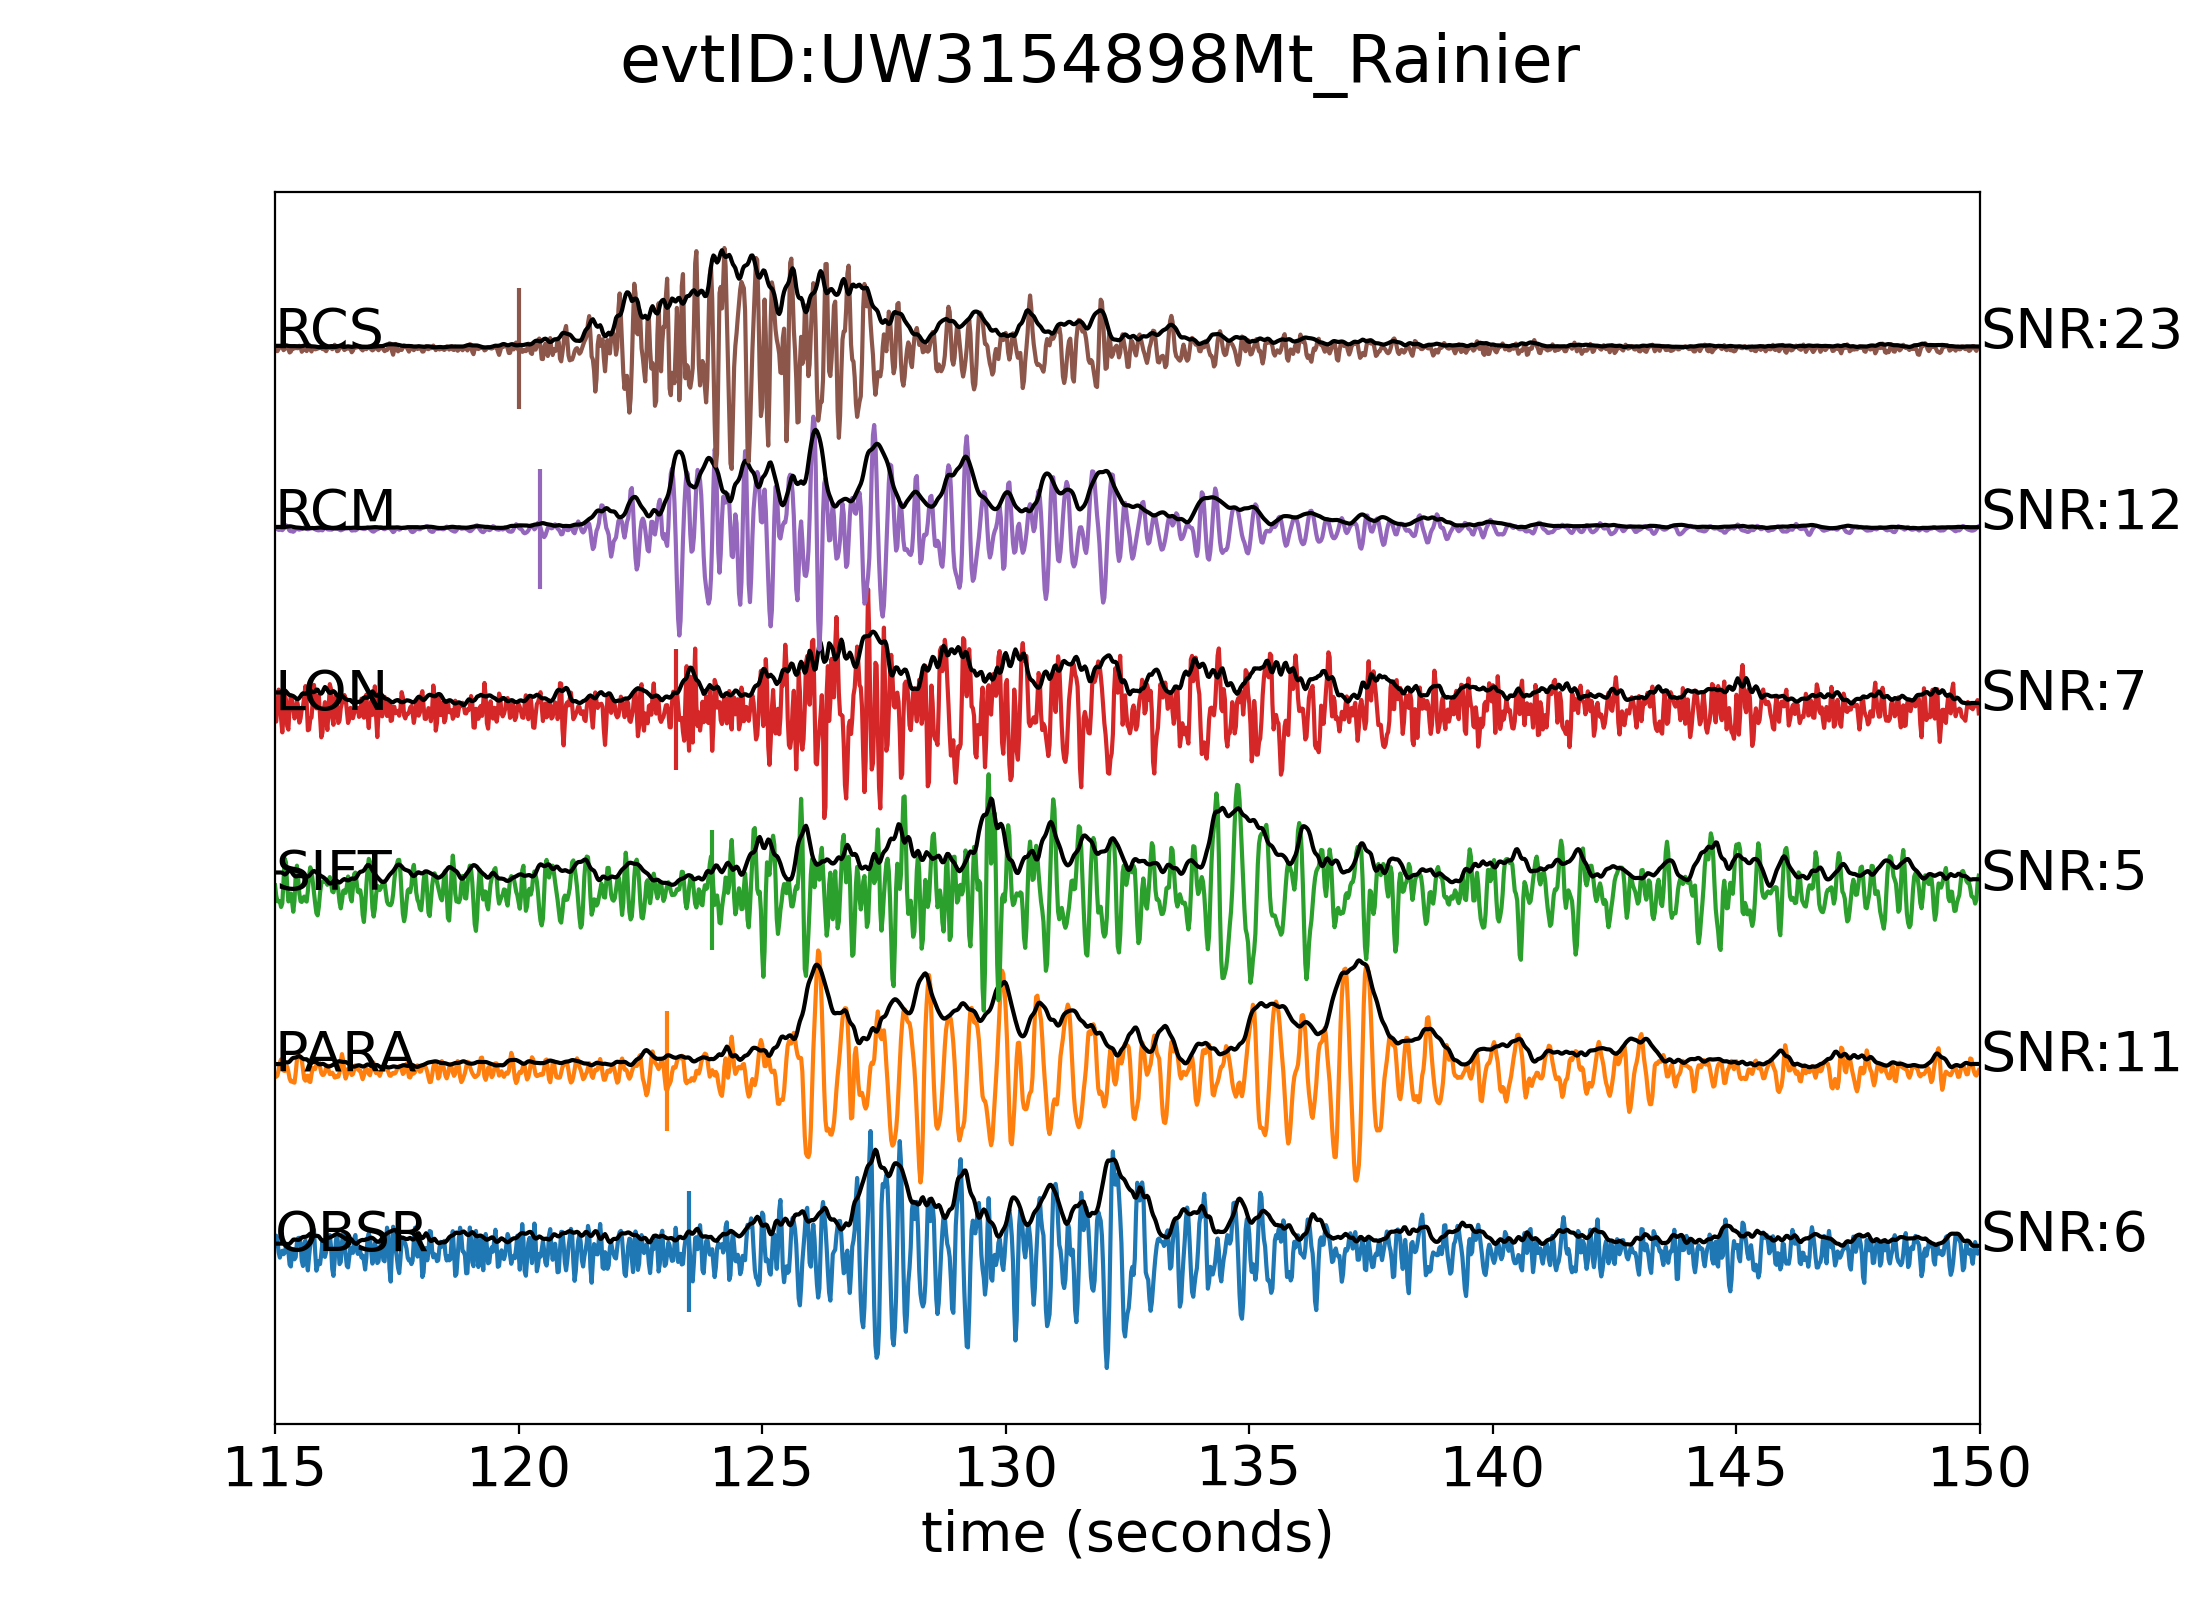 evtID:UW3154898Mt_Rainier
RCS SNR:23
RCM SNR:12
LON SNR:7
SIFT SNR:5
PARA SNR:11
OBSR SNR:6
115 120 125 130 135 140 145 150
time (seconds)